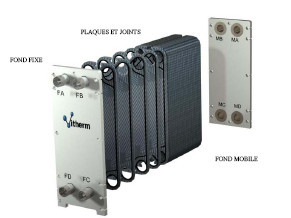 PLAQUES ET JOINTS
FOND FIXE
MB MA
FA FB
Vitherm
MC MD
FD FC
FOND MOBILE